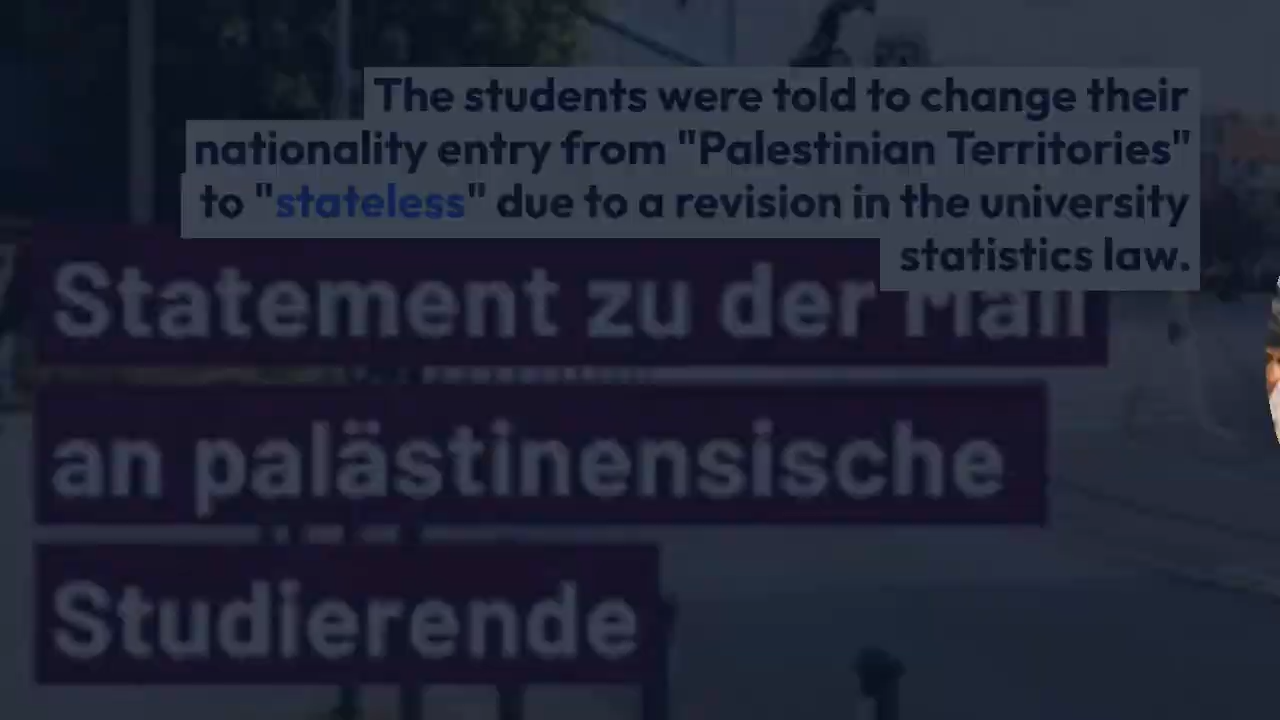 The students were told to change their
nationality entry from "Palestinian Territories"
to "stateless" due to a revision in the university
statistics law.
Statement zu der Mail
an palästinensische
Studierende